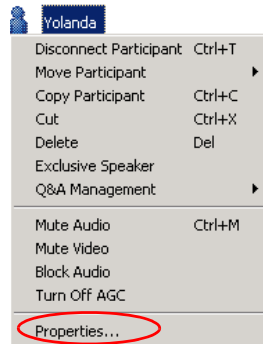 Yolanda
Disconnect Participant Ctrl+T
Move Participant
Copy Participant Ctrl+C
Cut Ctrl+X
Delete Del
Exclusive Speaker
Q&A Management
Mute Audio Ctrl+M
Mute Video
Block Audio
Turn Off AGC
Properties...